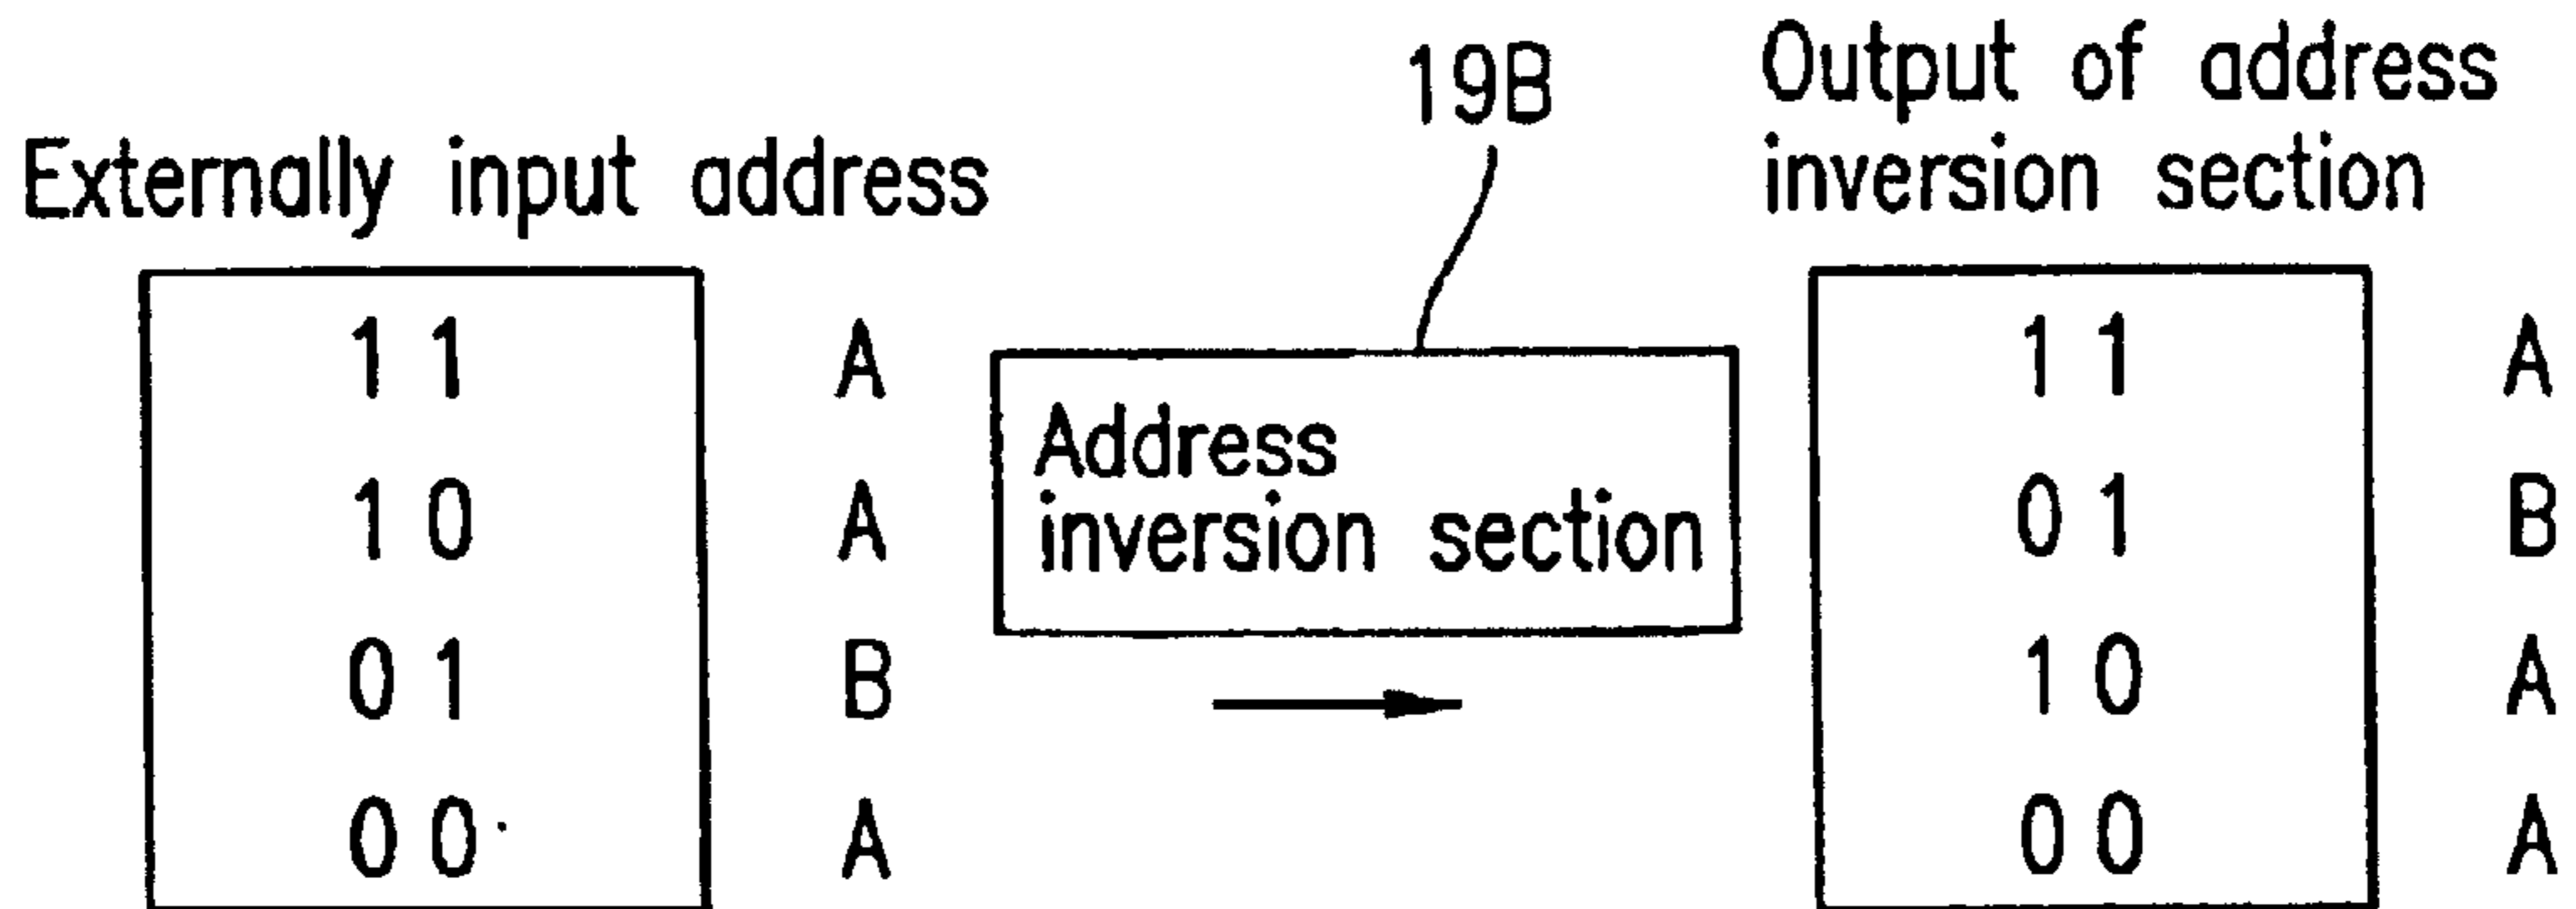 19B
Externally input address
Output of address
inversion section
1 1 A
1 0 A
0 1 B
0 0 A
Address
inversion section
1 1 A
0 1 B
1 0 A
0 0 A